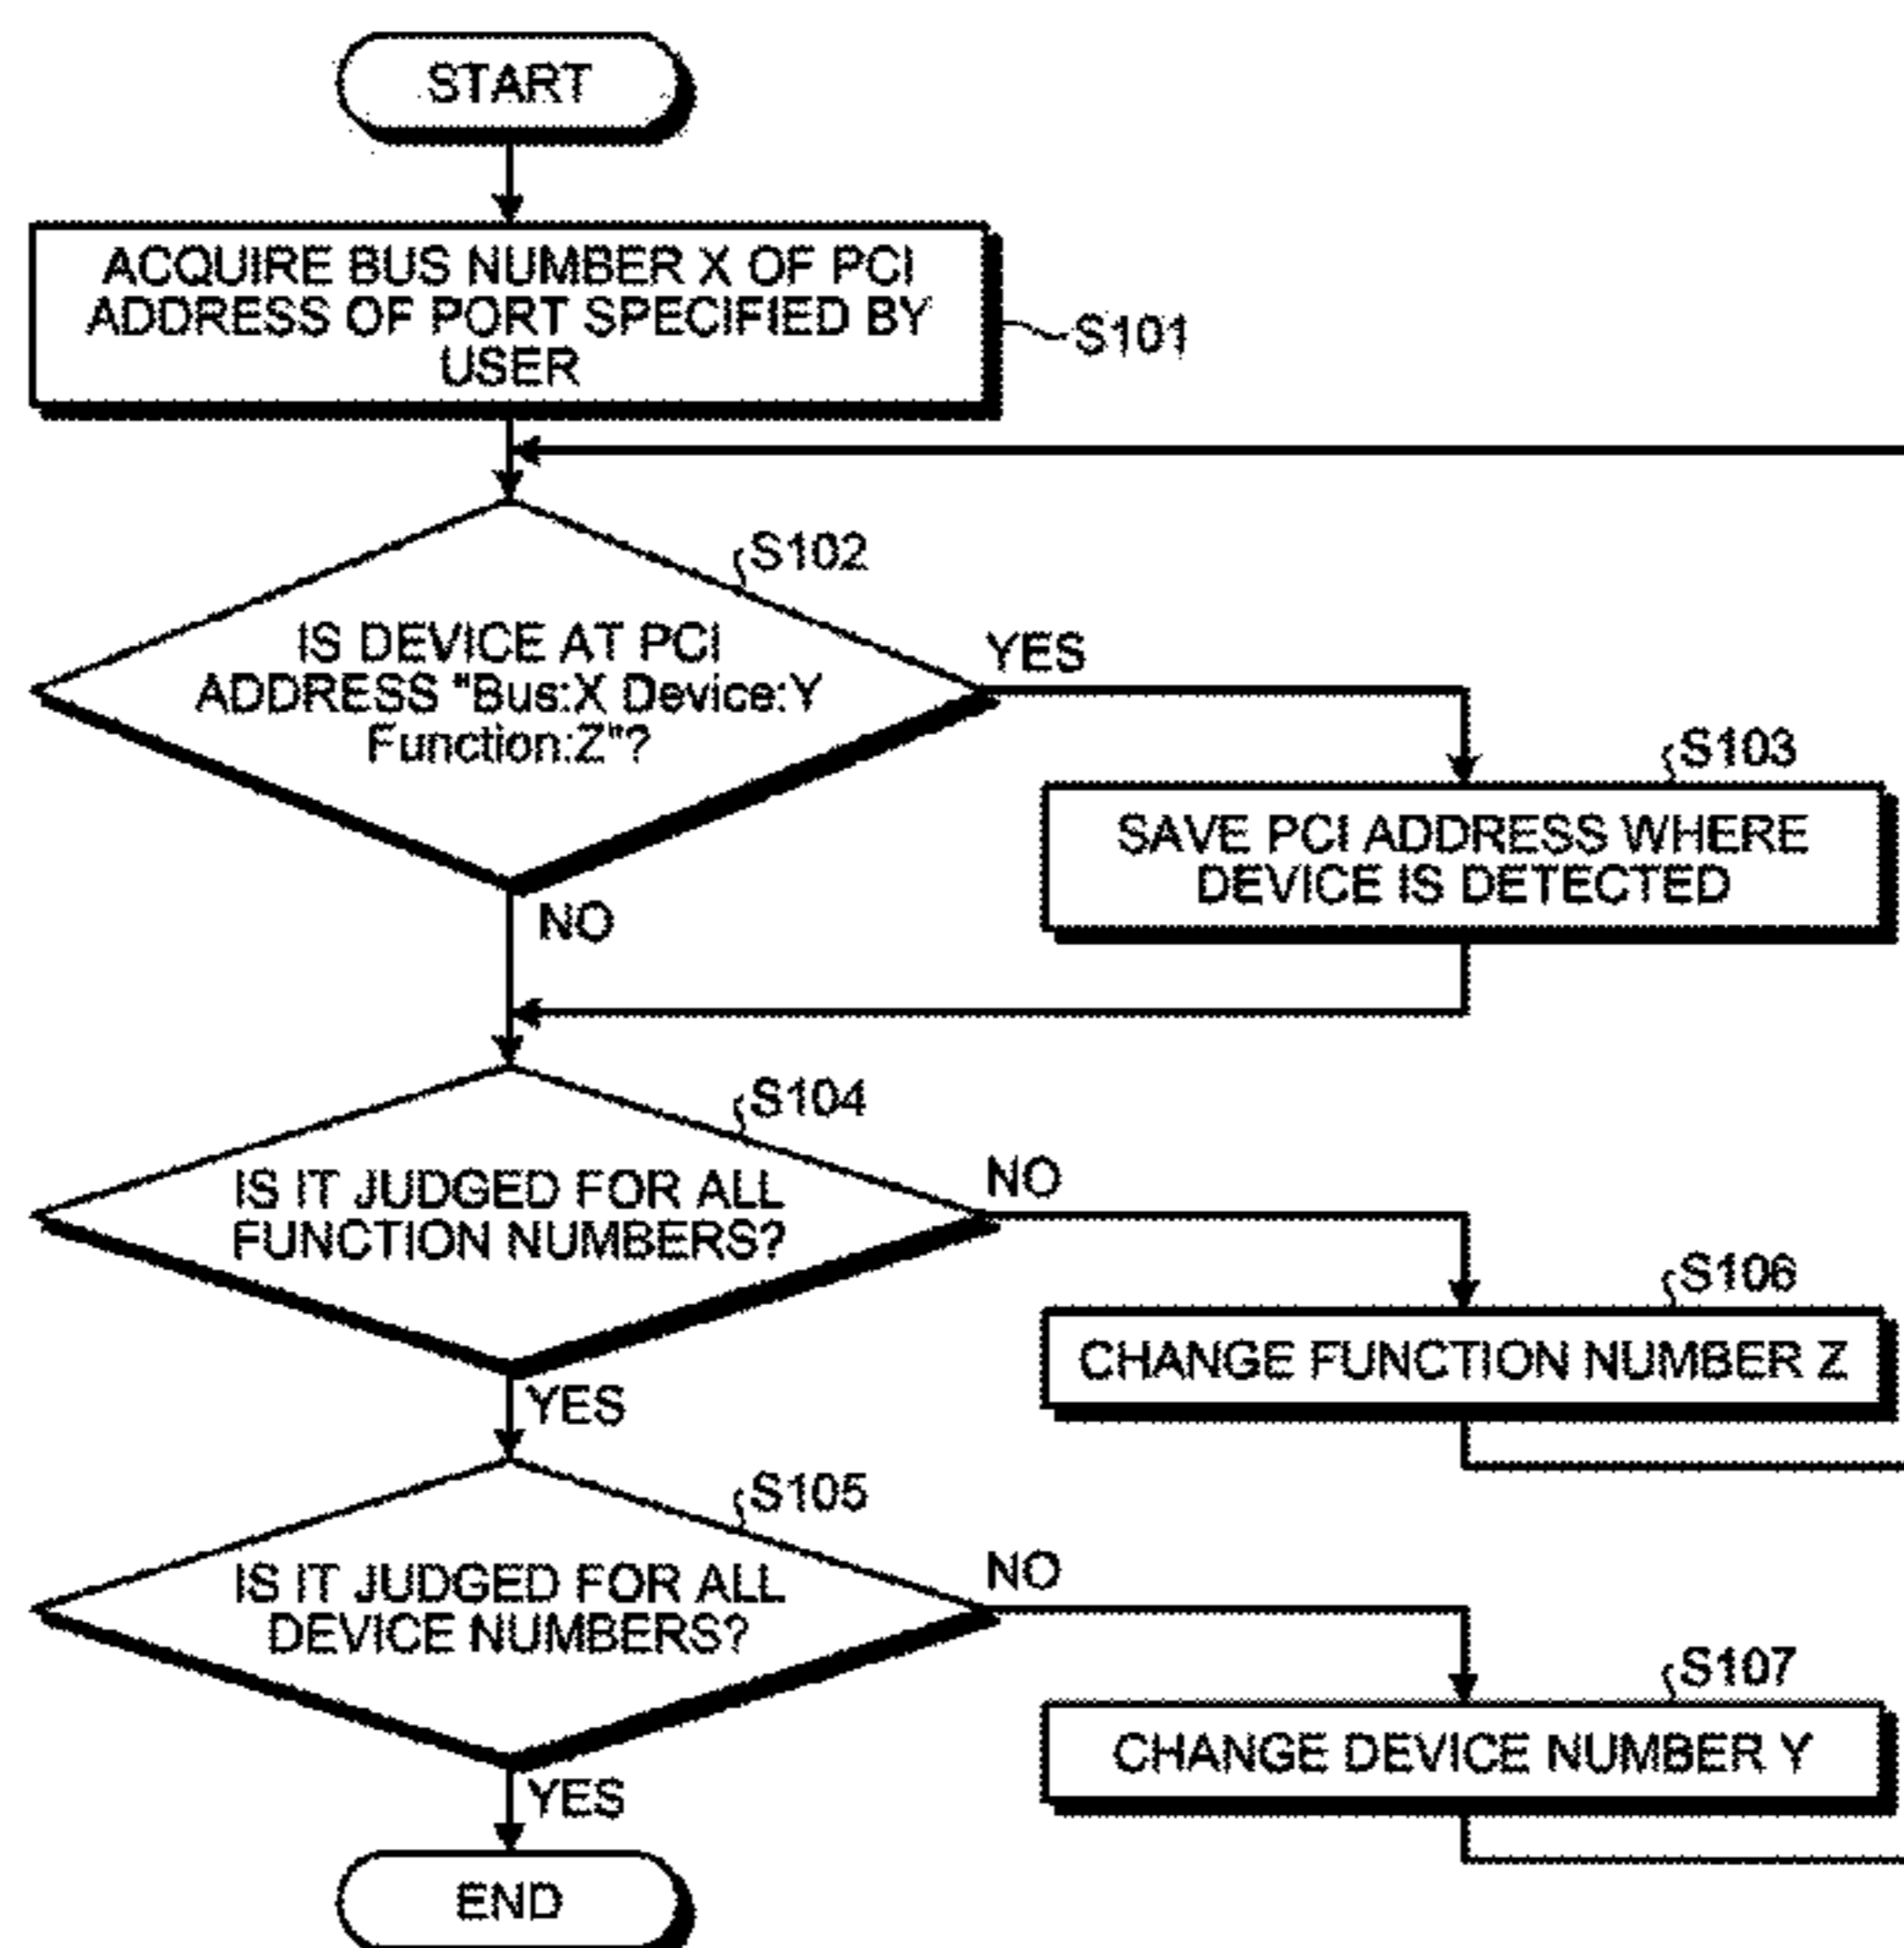 START
ACQUIRE BUS NUMBER X OF PCI
ADDRESS OF PORT SPECIFIED BY
USER
S101
S102
IS DEVICE AT PCI
ADDRESS "Bus:X Device:Y
Function:Z"?
YES
NO
S103
SAVE PCI ADDRESS WHERE
DEVICE IS DETECTED
S104
IS IT JUDGED FOR ALL
FUNCTION NUMBERS?
NO
YES
S106
CHANGE FUNCTION NUMBER Z
S105
IS IT JUDGED FOR ALL
DEVICE NUMBERS?
NO
YES
S107
CHANGE DEVICE NUMBER Y
END